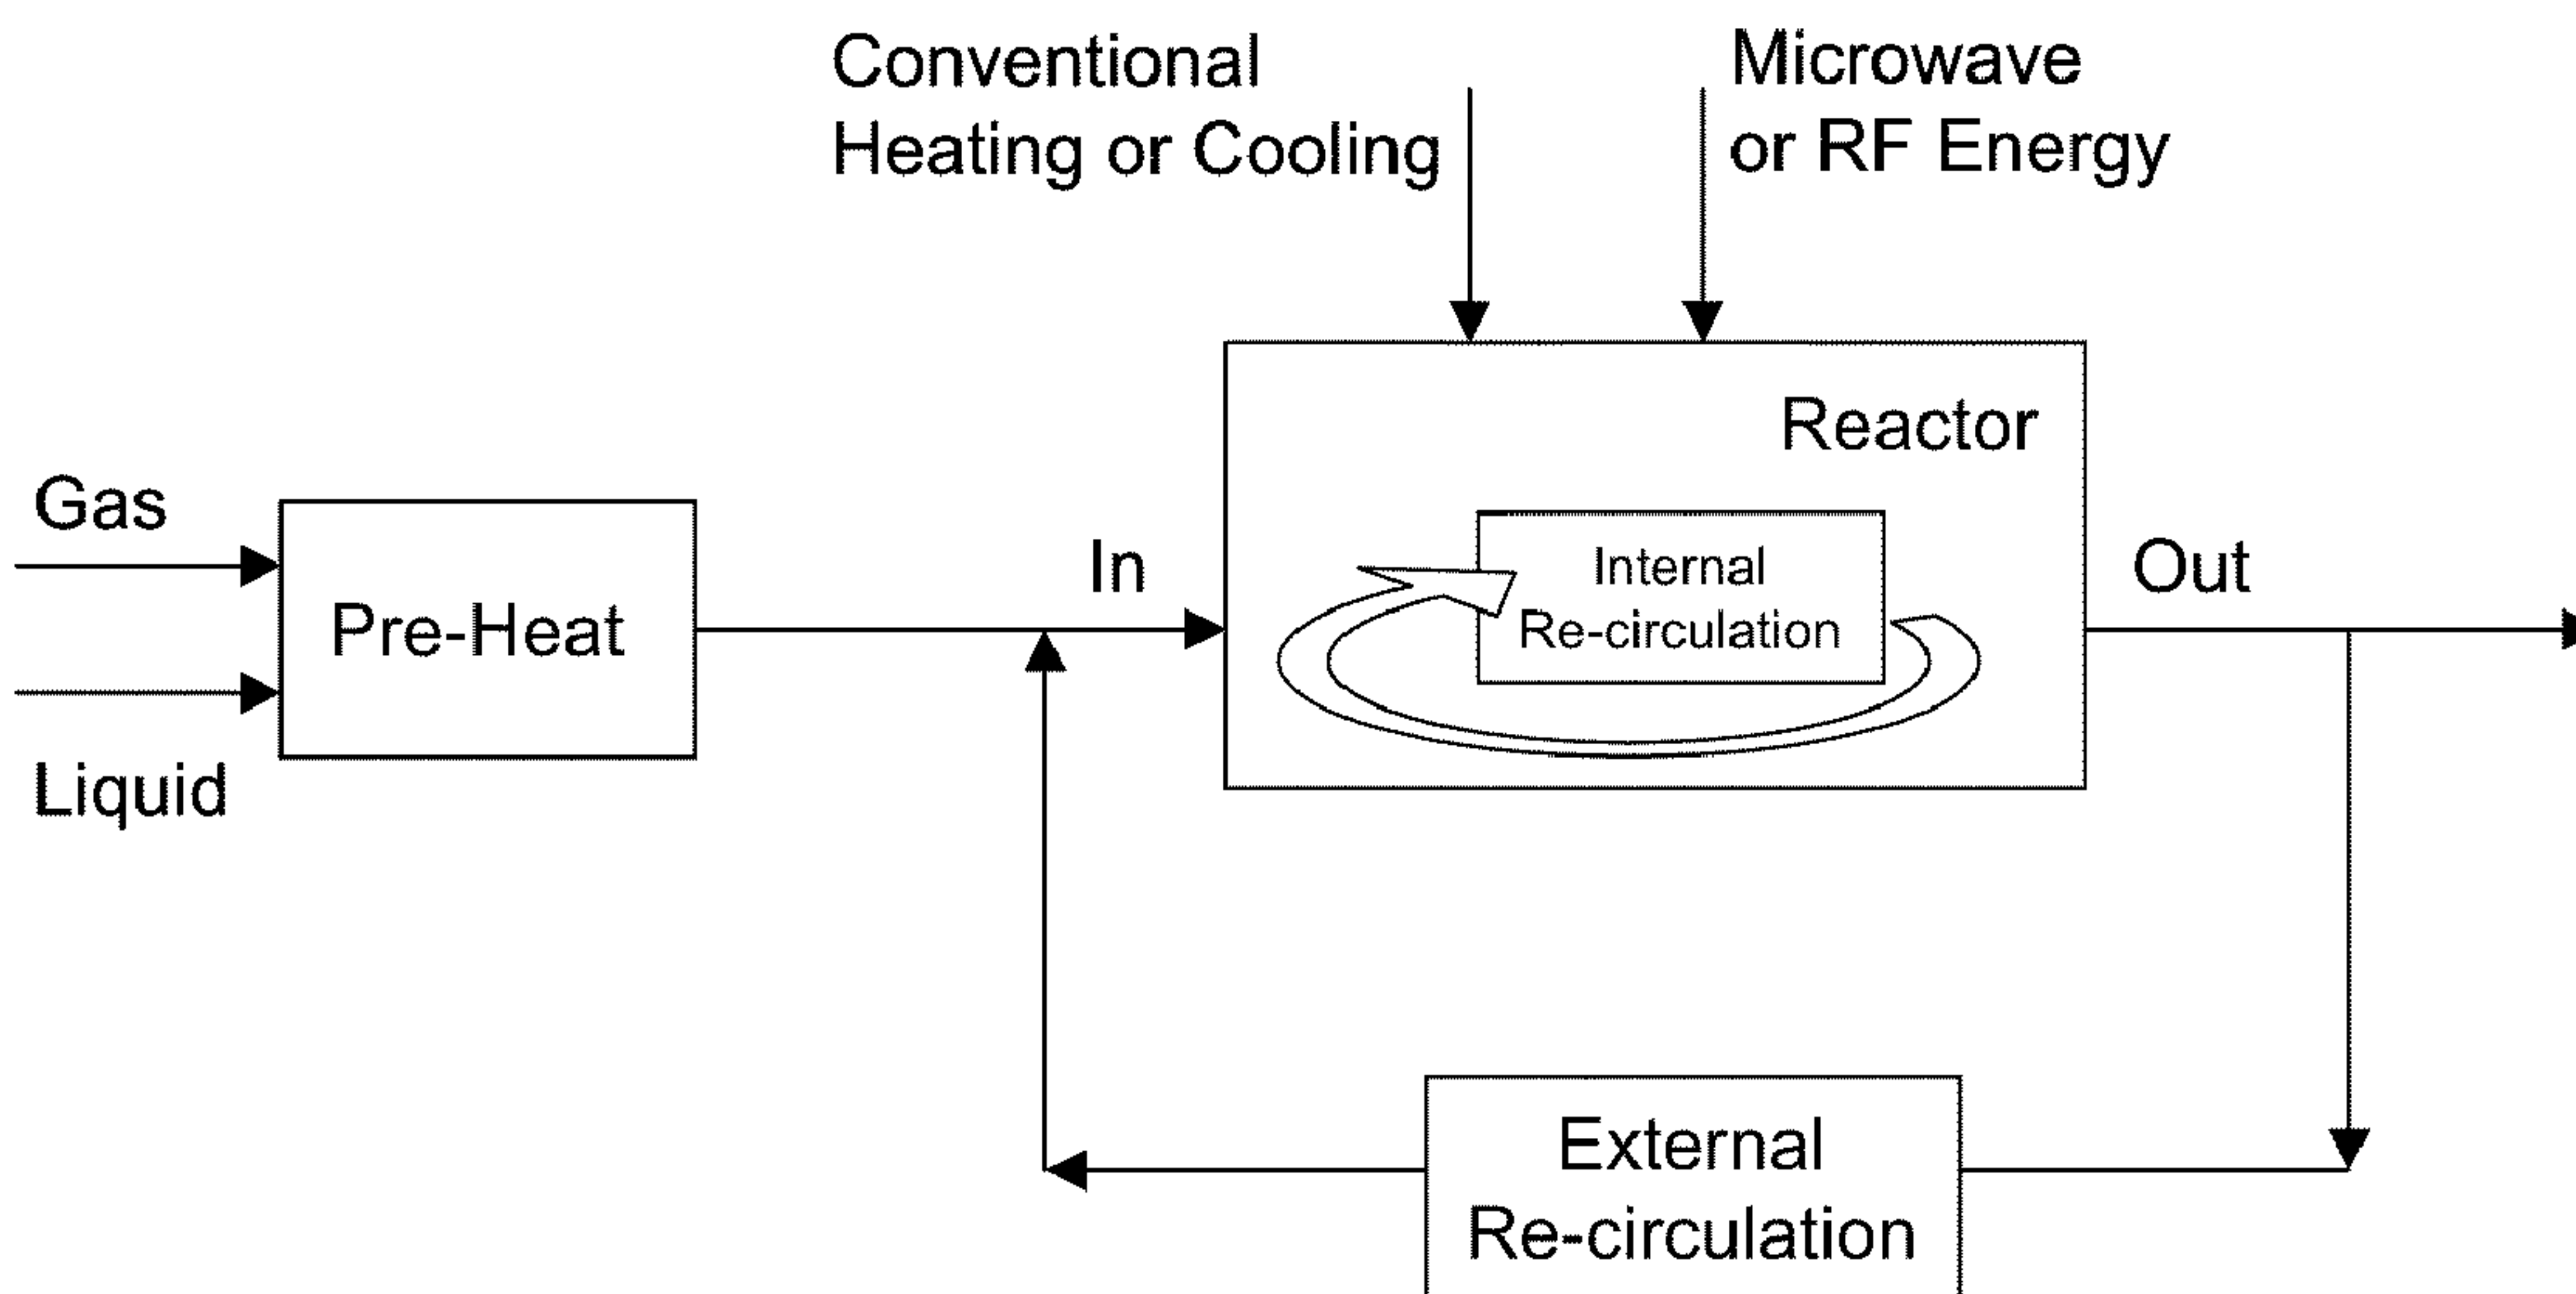 Conventional
Heating or Cooling
Microwave
or RF Energy
Reactor
Gas
Pre-Heat
Liquid
In
Internal
Re-circulation
Out
External
Re-circulation